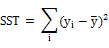 SST = ∑(yᵢ − ȳ)²
i